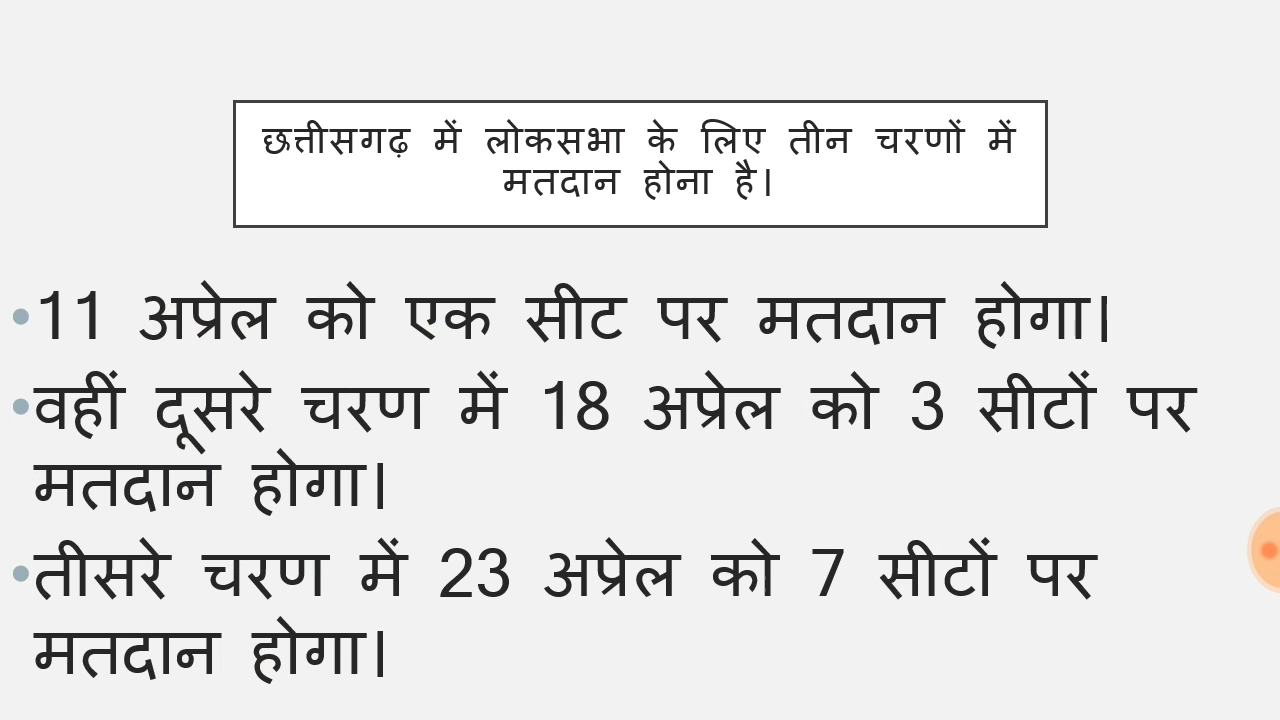 छत्तीसगढ़ में लोकसभा के लिए तीन चरणों में
मतदान होना है।
•11 अप्रेल को एक सीट पर मतदान होगा।
•वहीं दूसरे चरण में 18 अप्रेल को 3 सीटों पर
मतदान होगा।
•तीसरे चरण में 23 अप्रेल को 7 सीटों पर
मतदान होगा।